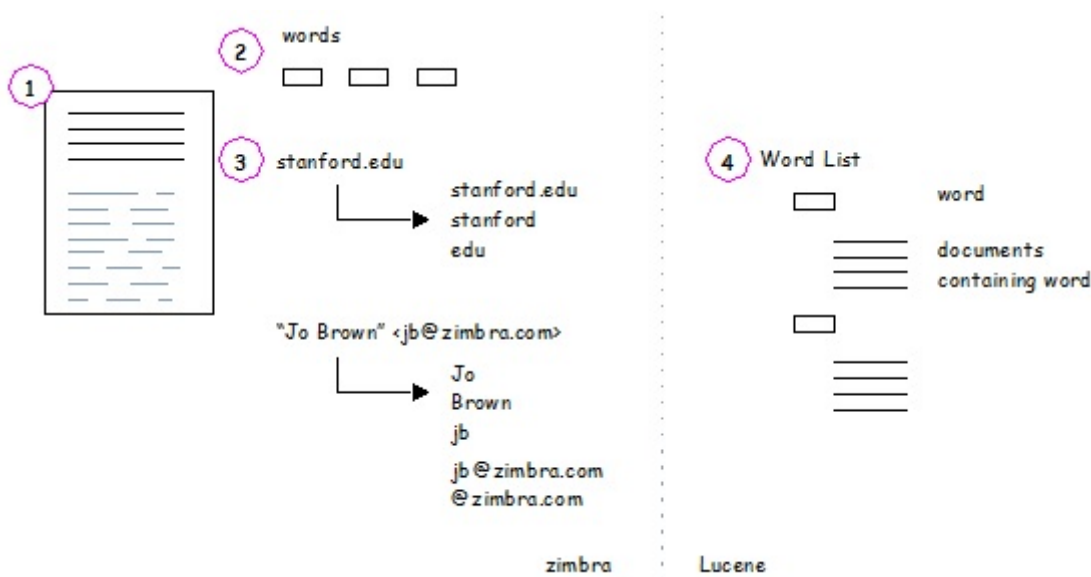 1
2
words
3
stanford.edu
stanford.edu
stanford
edu
"Jo Brown" <jb@zimbra.com>
Jo
Brown
jb
jb@zimbra.com
@zimbra.com
zimbra
4
Word List
word
documents
containing word
Lucene